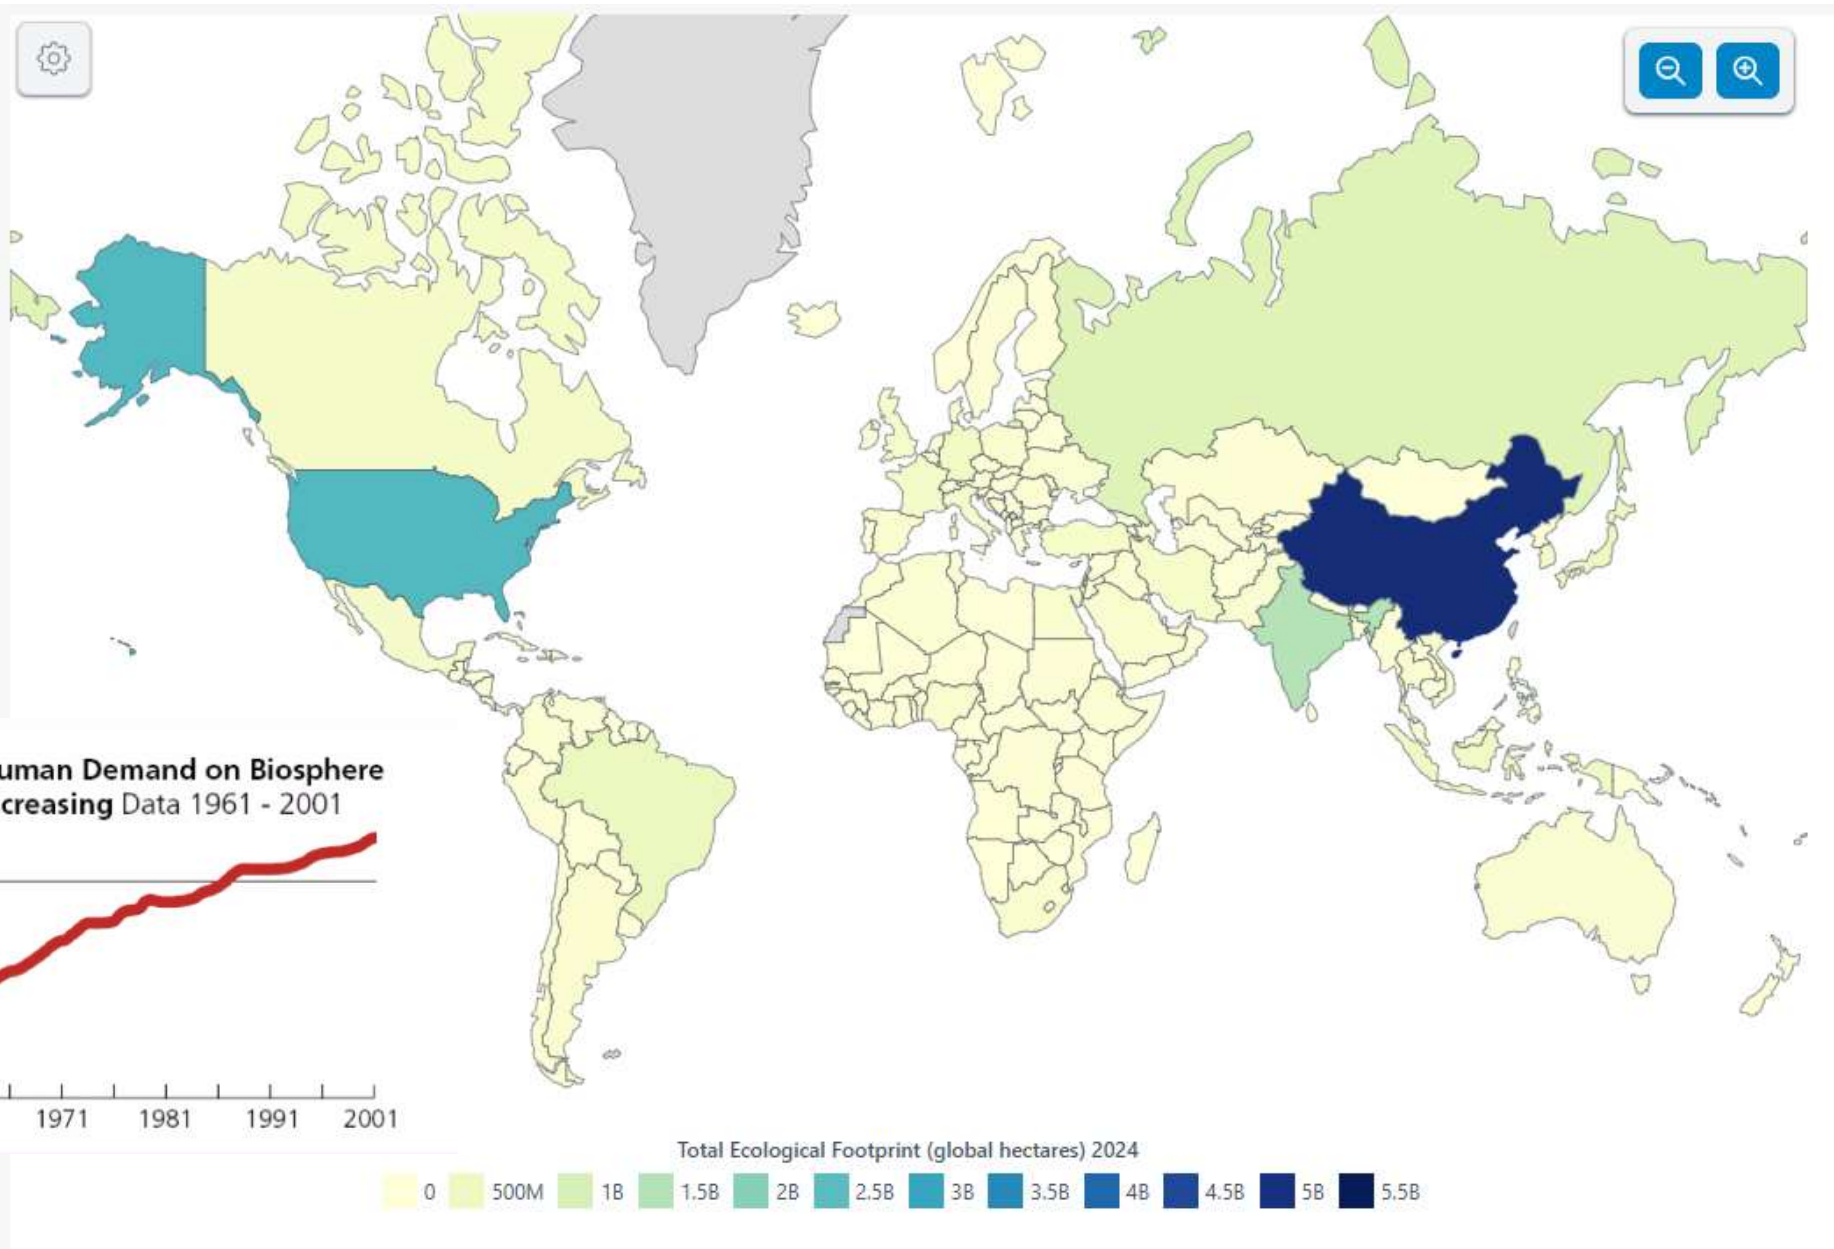 uman Demand on Biosphere
creasing Data 1961 - 2001
1971 1981 1991 2001
Total Ecological Footprint (global hectares) 2024
0 500M 1B 1.5B 2B 2.5B 3B 3.5B 4B 4.5B 5B 5.5B